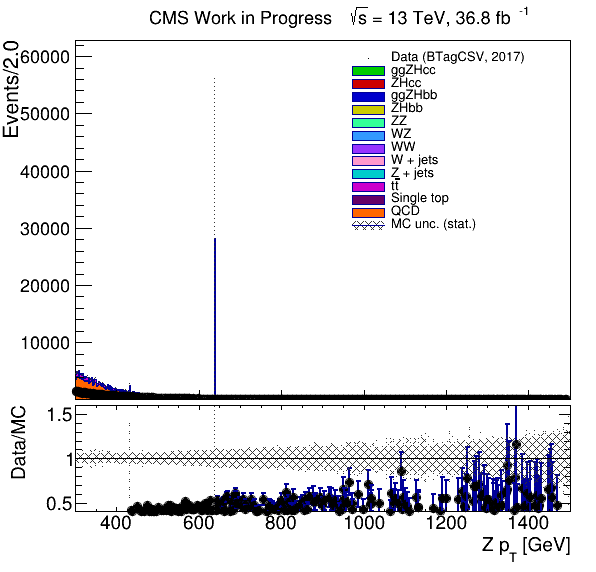 CMS Work in Progress √s = 13 TeV, 36.8 fb⁻¹
Events/2.0
60000
50000
40000
30000
20000
10000
Data (BTagCSV, 2017)
ggZHcc
ZHcc
ggZHbb
ZHbb
ZZ
WZ
WW
W + jets
Z + jets
tt̅
Single top
QCD
MC unc. (stat.)
Data/MC
1.5
1
0.5
400 600 800 1000 1200 1400
Z p_T [GeV]